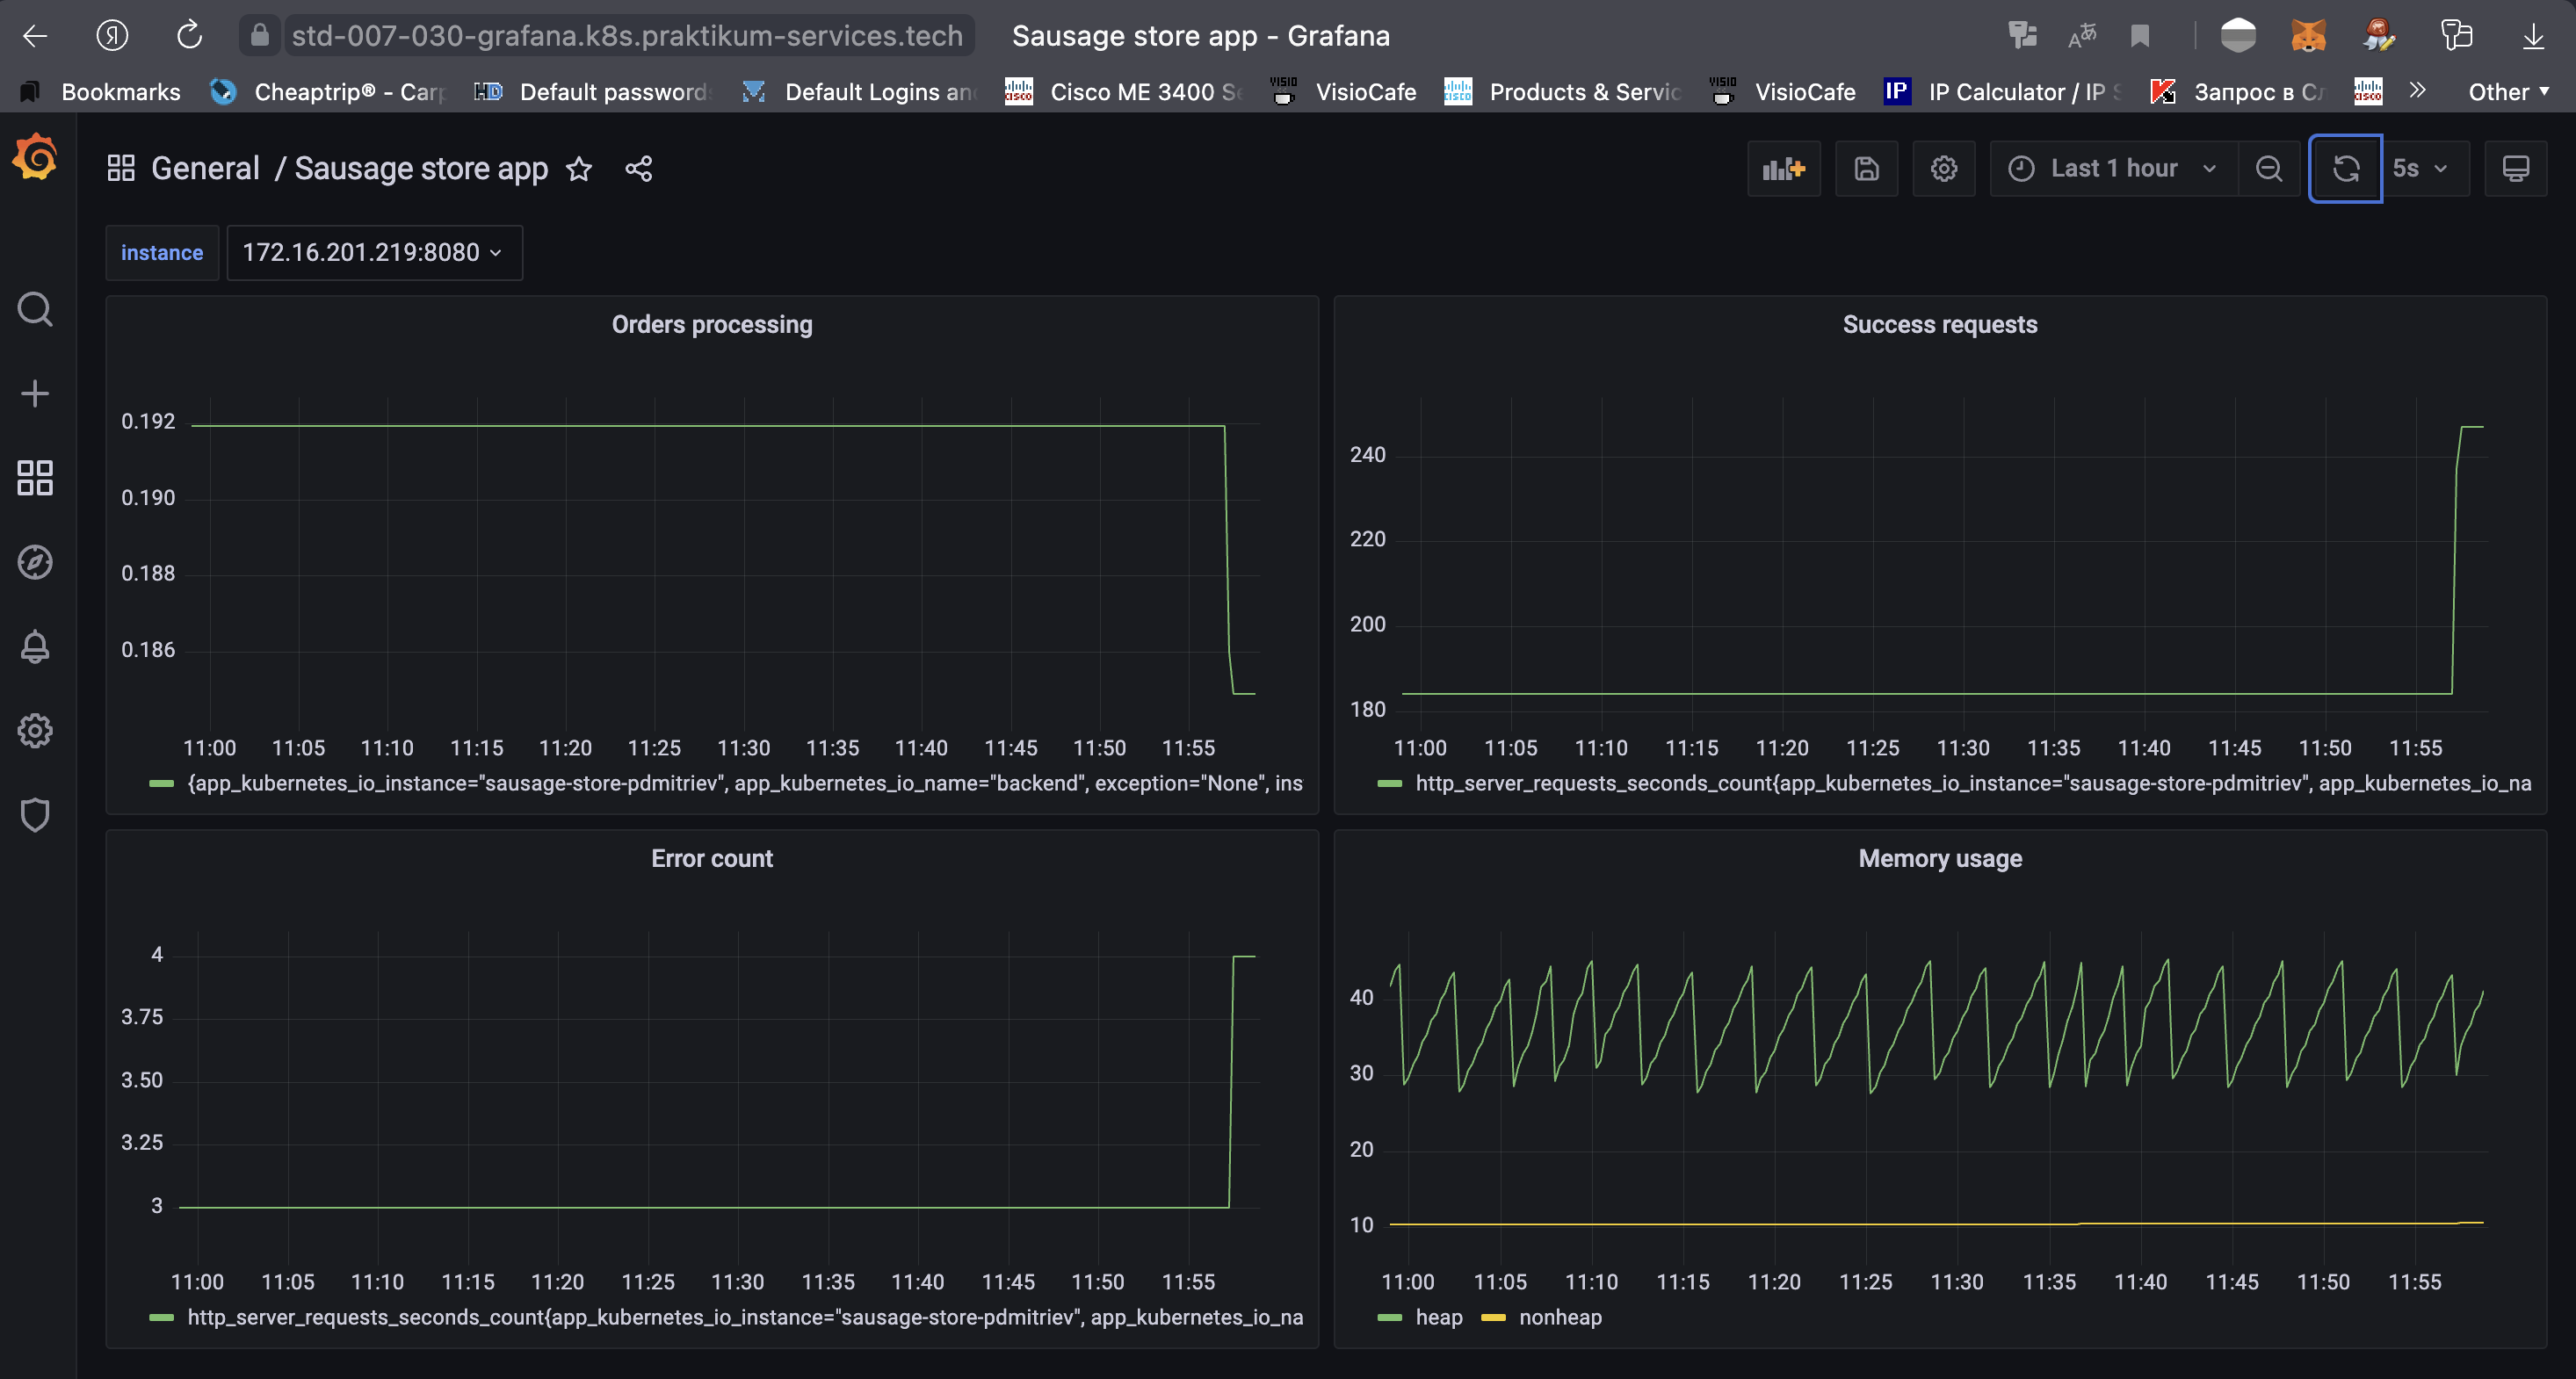 std-007-030-grafana.k8s.praktikum-services.tech Sausage store app - Grafana
Bookmarks Cheaptrip® - Carp HD Default passwords Default Logins and Cisco ME 3400 Se VISIO VisioCafe Products & Servic VISIO VisioCafe IP IP Calculator / IP S Запрос в Сл Other
General / Sausage store app
Last 1 hour 5s
instance 172.16.201.219:8080
Orders processing
0.192
0.190
0.188
0.186
11:00 11:05 11:10 11:15 11:20 11:25 11:30 11:35 11:40 11:45 11:50 11:55
{app_kubernetes_io_instance="sausage-store-pdmitriev", app_kubernetes_io_name="backend", exception="None", ins
Success requests
240
220
200
180
11:00 11:05 11:10 11:15 11:20 11:25 11:30 11:35 11:40 11:45 11:50 11:55
http_server_requests_seconds_count{app_kubernetes_io_instance="sausage-store-pdmitriev", app_kubernetes_io_na
Error count
4
3.75
3.50
3.25
3
11:00 11:05 11:10 11:15 11:20 11:25 11:30 11:35 11:40 11:45 11:50 11:55
http_server_requests_seconds_count{app_kubernetes_io_instance="sausage-store-pdmitriev", app_kubernetes_io_na
Memory usage
40
30
20
10
11:00 11:05 11:10 11:15 11:20 11:25 11:30 11:35 11:40 11:45 11:50 11:55
heap nonheap